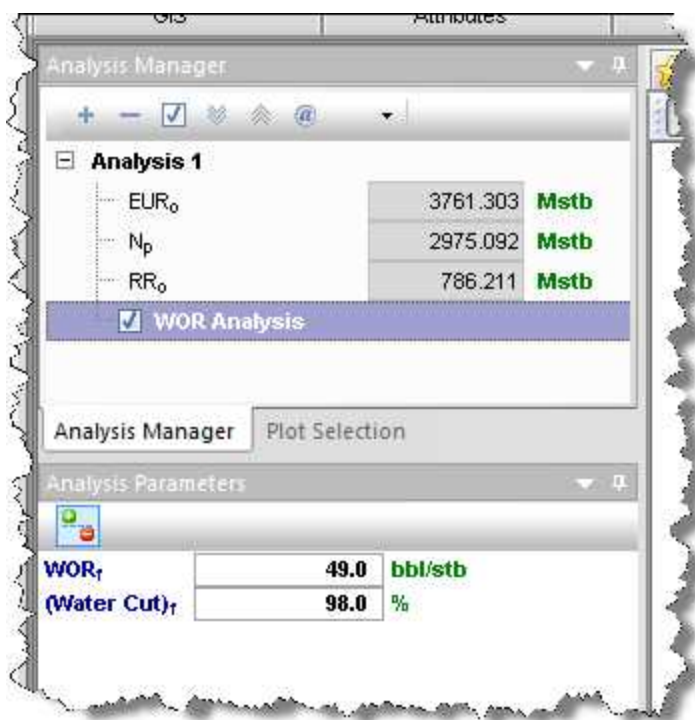 GIS Attributes
Analysis Manager
@
Analysis 1
EURo 3761.303 Mstb
Np 2975.092 Mstb
RRo 786.211 Mstb
WOR Analysis
Analysis Manager Plot Selection
Analysis Parameters
WORf 49.0 bbl/stb
(Water Cut)f 98.0 %